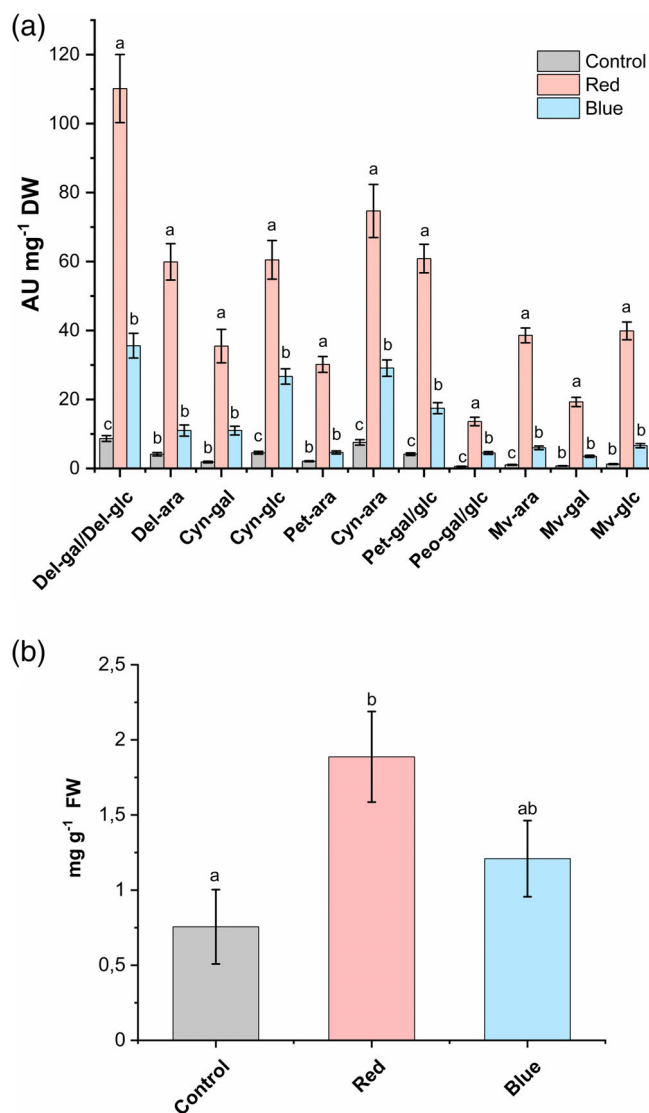 (a)
AU mg⁻¹ DW
120
100
80
60
40
20
0
Control
Red
Blue
a
b
c
a
b
b
a
b
b
a
b
c
a
b
b
a
b
c
a
b
c
a
b
c
a
b
c
a
b
b
a
b
b
Del-gal/Del-glc
Del-ara
Cyn-gal
Cyn-glc
Pet-ara
Cyn-ara
Pet-gal/glc
Peo-gal/glc
Mv-ara
Mv-gal
Mv-glc
(b)
mg g⁻¹ FW
2,5
2
1,5
1
0,5
0
a
b
ab
Control
Red
Blue